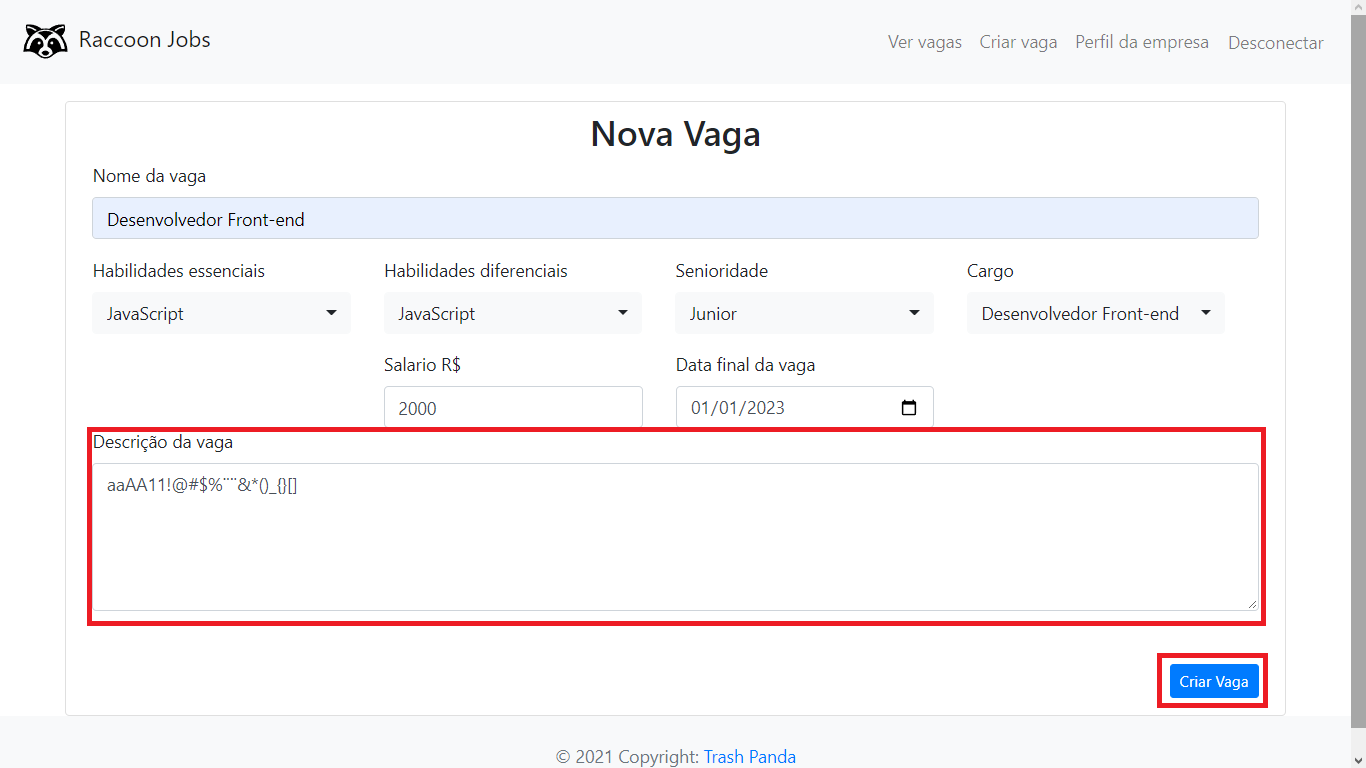 Raccoon Jobs
Ver vagas Criar vaga Perfil da empresa Desconectar
Nova Vaga
Nome da vaga
Desenvolvedor Front-end
Habilidades essenciais Habilidades diferenciais Senioridade Cargo
JavaScript JavaScript Junior Desenvolvedor Front-end
Salario R$ Data final da vaga
2000 01/01/2023
Descrição da vaga
aaAA11!@#$%¨¨&*()_{}[]
Criar Vaga
© 2021 Copyright: Trash Panda